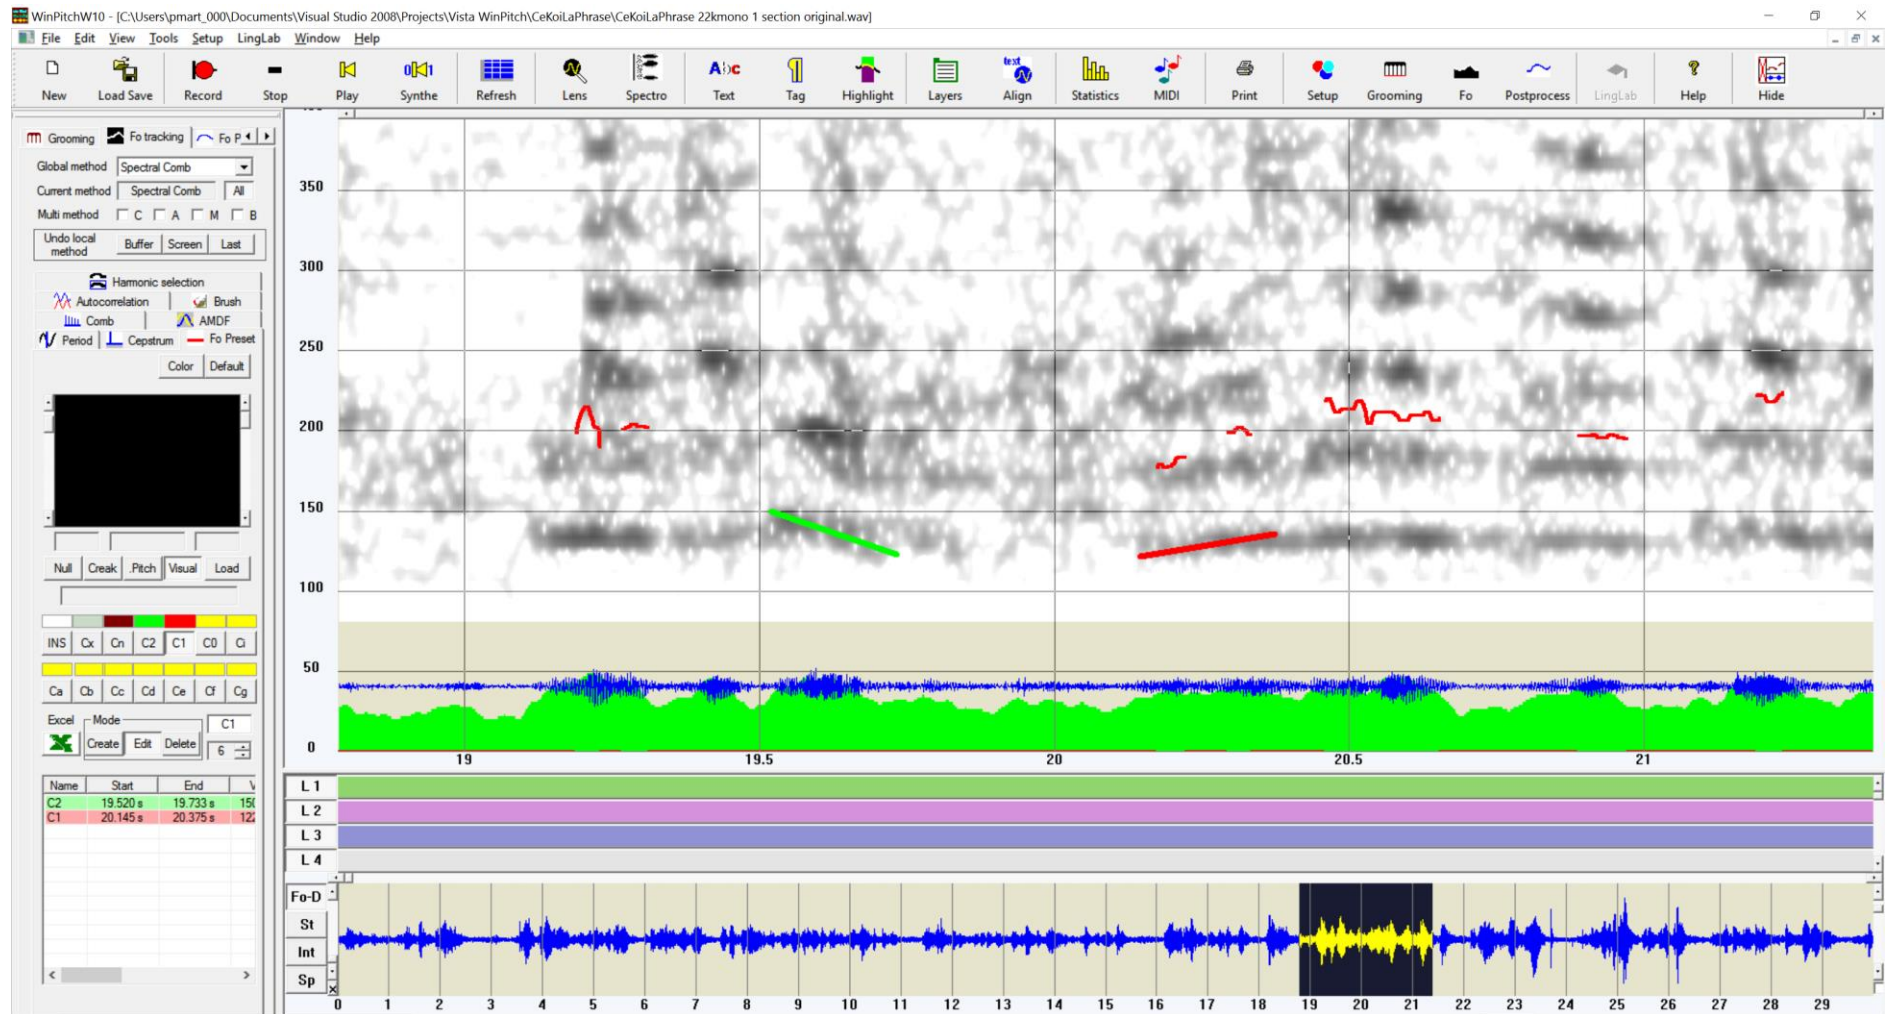 WinPitchW10 - [C:\Users\pmart_000\Documents\Visual Studio 2008\Projects\Vista WinPitch\CeKoiLaPhrase\CeKoiLaPhrase 22kmono 1 section original.wav]
File Edit View Tools Setup LingLab Window Help
0 1 Abc text
New Load Save Record Stop Play Synthe Refresh Lens Spectro Text Tag Highlight Layers Align Statistics MIDI Print Setup Grooming Fo Postprocess LingLab Help Hide
Grooming Fo tracking Fo P
Global method Spectral Comb
Current method Spectral Comb All
Multi method C A M B
Undo local method Buffer Screen Last
Harmonic selection
Autocorrelation Brush
Comb AMDF
Period Cepstrum Fo Preset
Color Default
Null Creak .Pitch Visual Load
INS Cx Cn C2 C1 C0 Ci
Ca Cb Cc Cd Ce Cf Cg
Excel Mode C1
Create Edit Delete 6
Name Start End V
C2 19.520 s 19.733 s 150
C1 20.145 s 20.375 s 122
350
300
250
200
150
100
50
0
19 19.5 20 20.5 21
L 1
L 2
L 3
L 4
Fo-D
St
Int
Sp
x
0 1 2 3 4 5 6 7 8 9 10 11 12 13 14 15 16 17 18 19 20 21 22 23 24 25 26 27 28 29